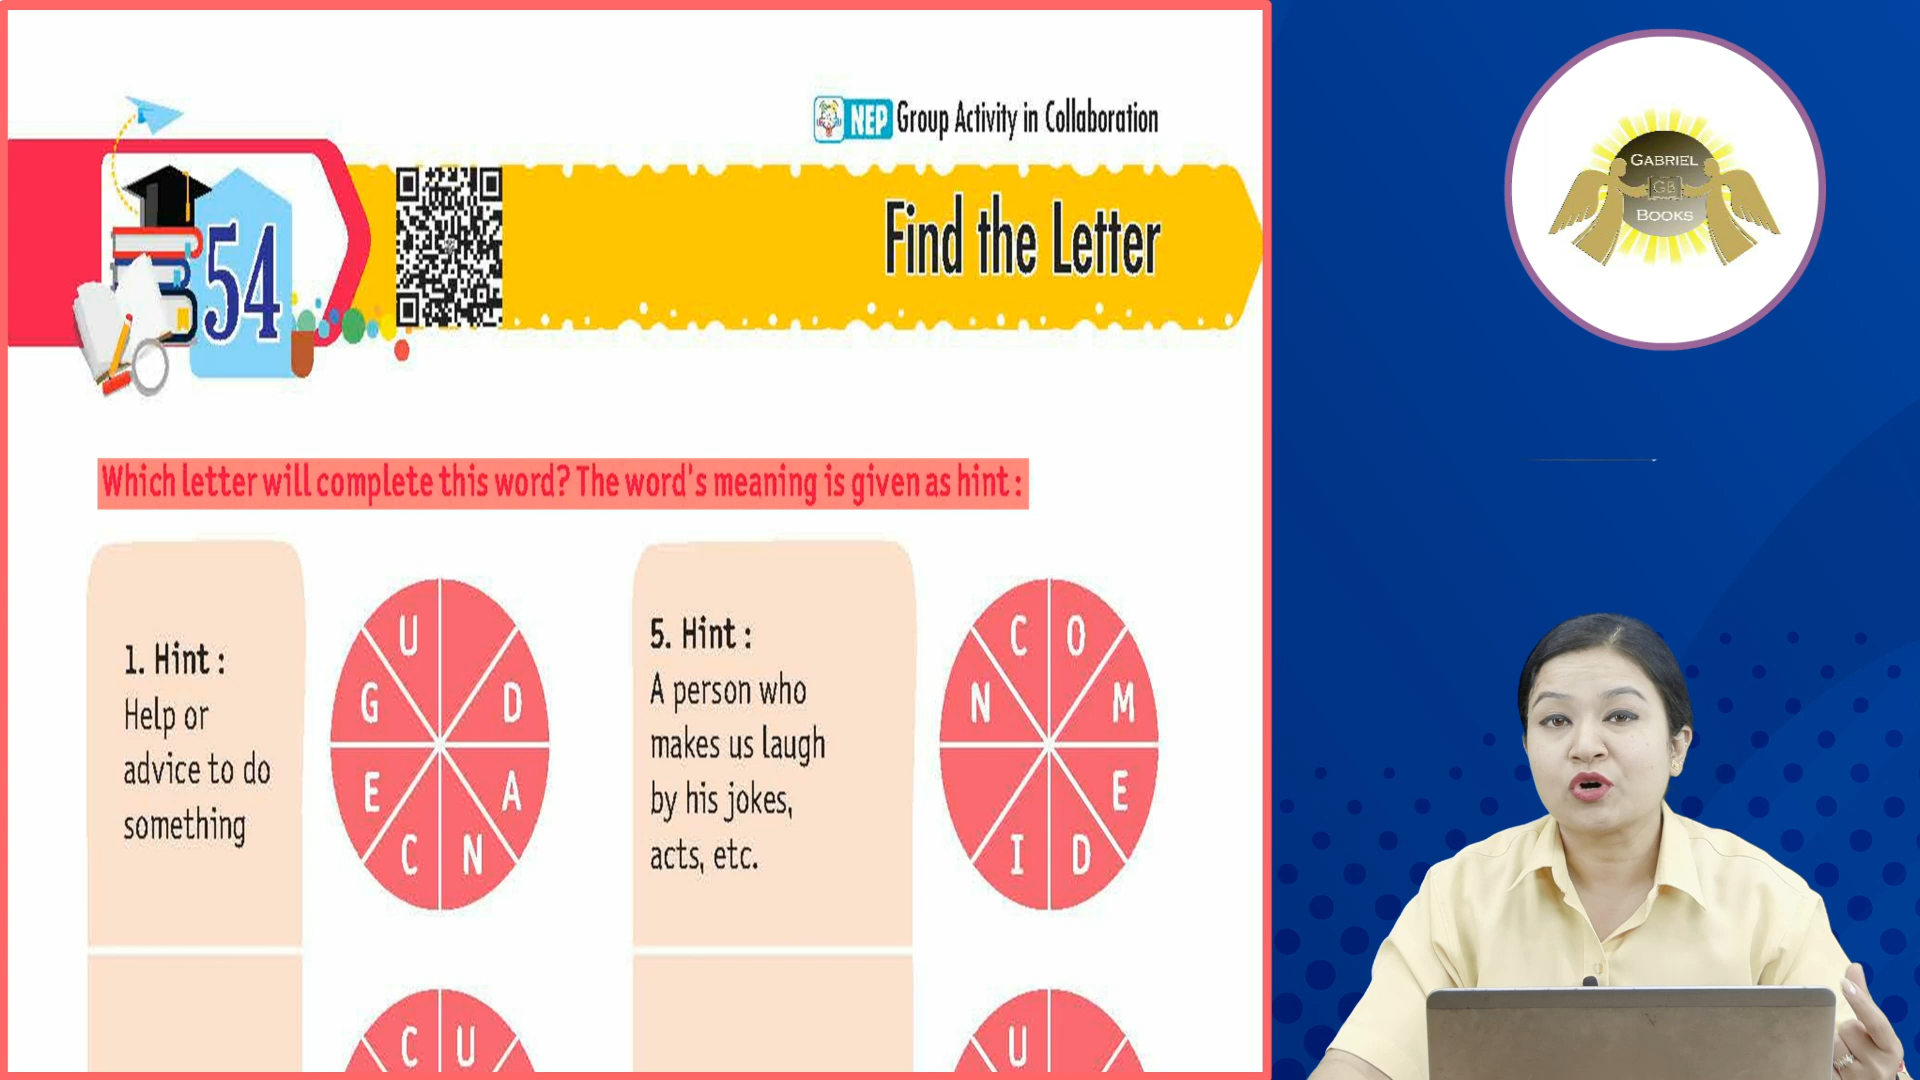 NEP Group Activity in Collaboration
54
Find the Letter
Which letter will complete this word? The word's meaning is given as hint :
1. Hint :
Help or
advice to do
something
U
G
D
E
A
C
N
5. Hint :
A person who
makes us laugh
by his jokes,
acts, etc.
C
O
N
M
E
I
D
C
U
U
GABRIEL
GB
BOOKS